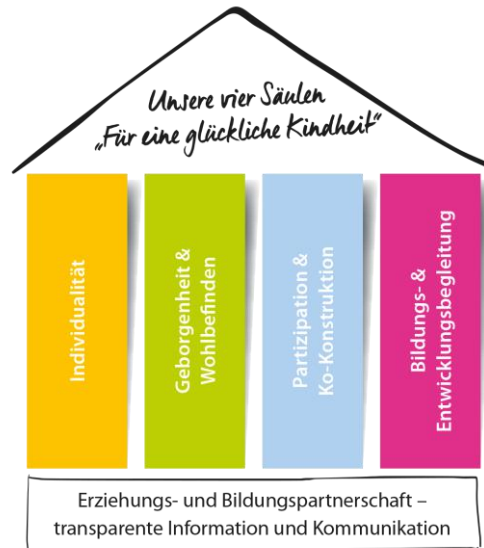 Unsere vier Säulen
„Für eine glückliche Kindheit“
Individualität
Geborgenheit &
Wohlbefinden
Partizipation &
Ko-Konstruktion
Bildungs- &
Entwicklungsbegleitung
Erziehungs- und Bildungspartnerschaft –
transparente Information und Kommunikation